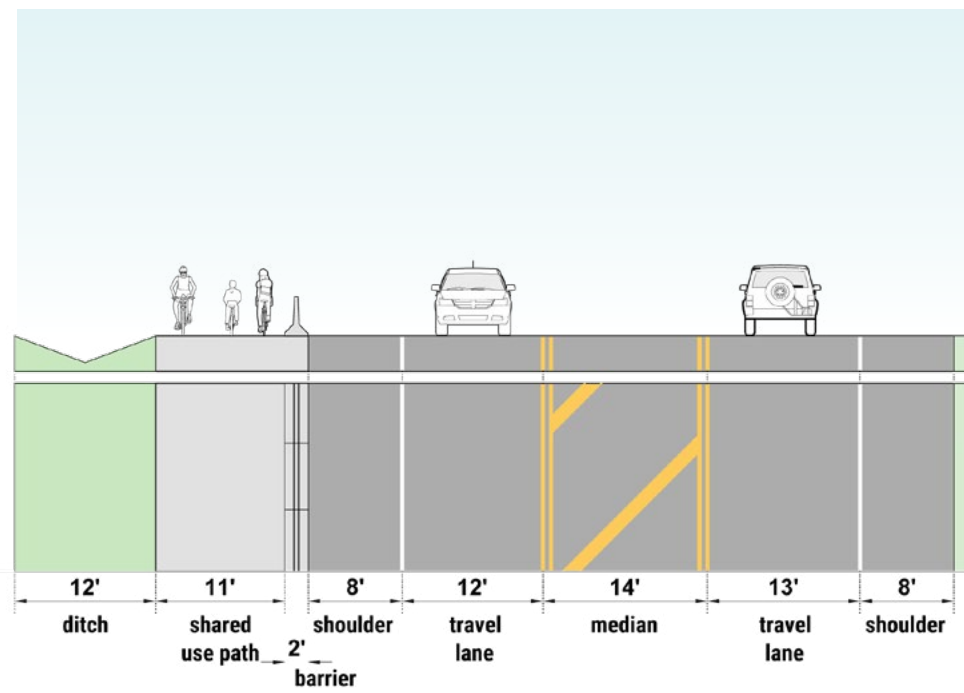 12' 11' 8' 12' 14' 13' 8'
ditch shared shoulder travel median travel shoulder
use path 2' lane lane
barrier